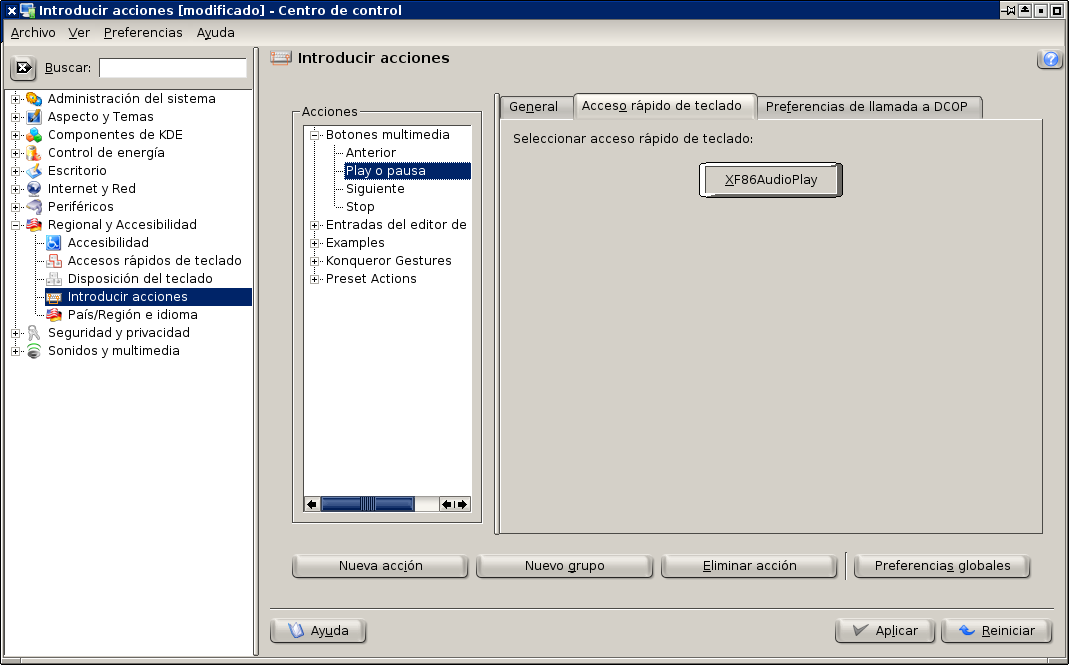 Introducir acciones [modificado] - Centro de control
Archivo Ver Preferencias Ayuda
Buscar:
Administración del sistema
Aspecto y Temas
Componentes de KDE
Control de energía
Escritorio
Internet y Red
Periféricos
Regional y Accesibilidad
Accesibilidad
Accesos rápidos de teclado
Disposición del teclado
Introducir acciones
País/Región e idioma
Seguridad y privacidad
Sonidos y multimedia
Introducir acciones
Acciones
Botones multimedia
Anterior
Play o pausa
Siguiente
Stop
Entradas del editor de
Examples
Konqueror Gestures
Preset Actions
General Acceso rápido de teclado Preferencias de llamada a DCOP
Seleccionar acceso rápido de teclado:
XF86AudioPlay
Nueva acción Nuevo grupo Eliminar acción Preferencias globales
Ayuda Aplicar Reiniciar